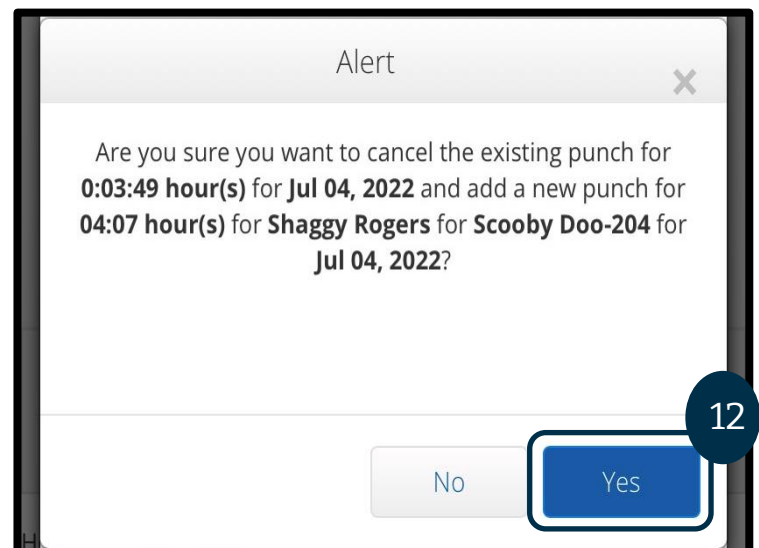 Alert
×
Are you sure you want to cancel the existing punch for
0:03:49 hour(s) for Jul 04, 2022 and add a new punch for
04:07 hour(s) for Shaggy Rogers for Scooby Doo-204 for
Jul 04, 2022?
12
No
Yes
H